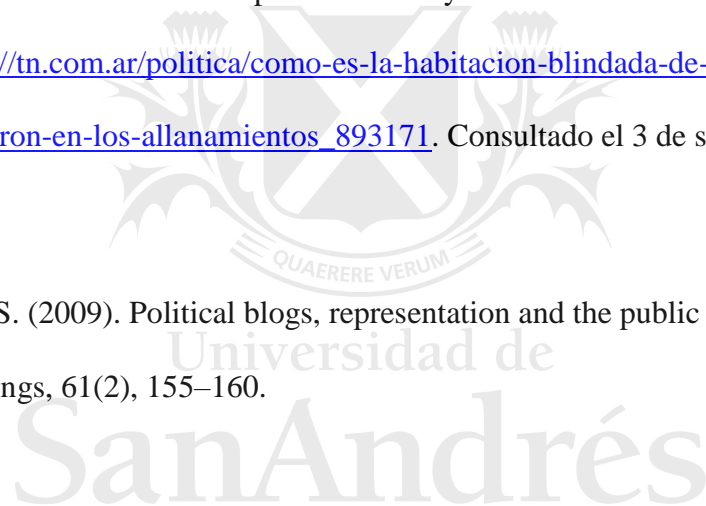 //tn.com.ar/politica/como-es-la-habitacion-blindada-de-
ron-en-los-allanamientos_893171. Consultado el 3 de s
QUAERERE VERUM
S. (2009). Political blogs, representation and the public
Universidad de
ngs, 61(2), 155–160.
SanAndrés